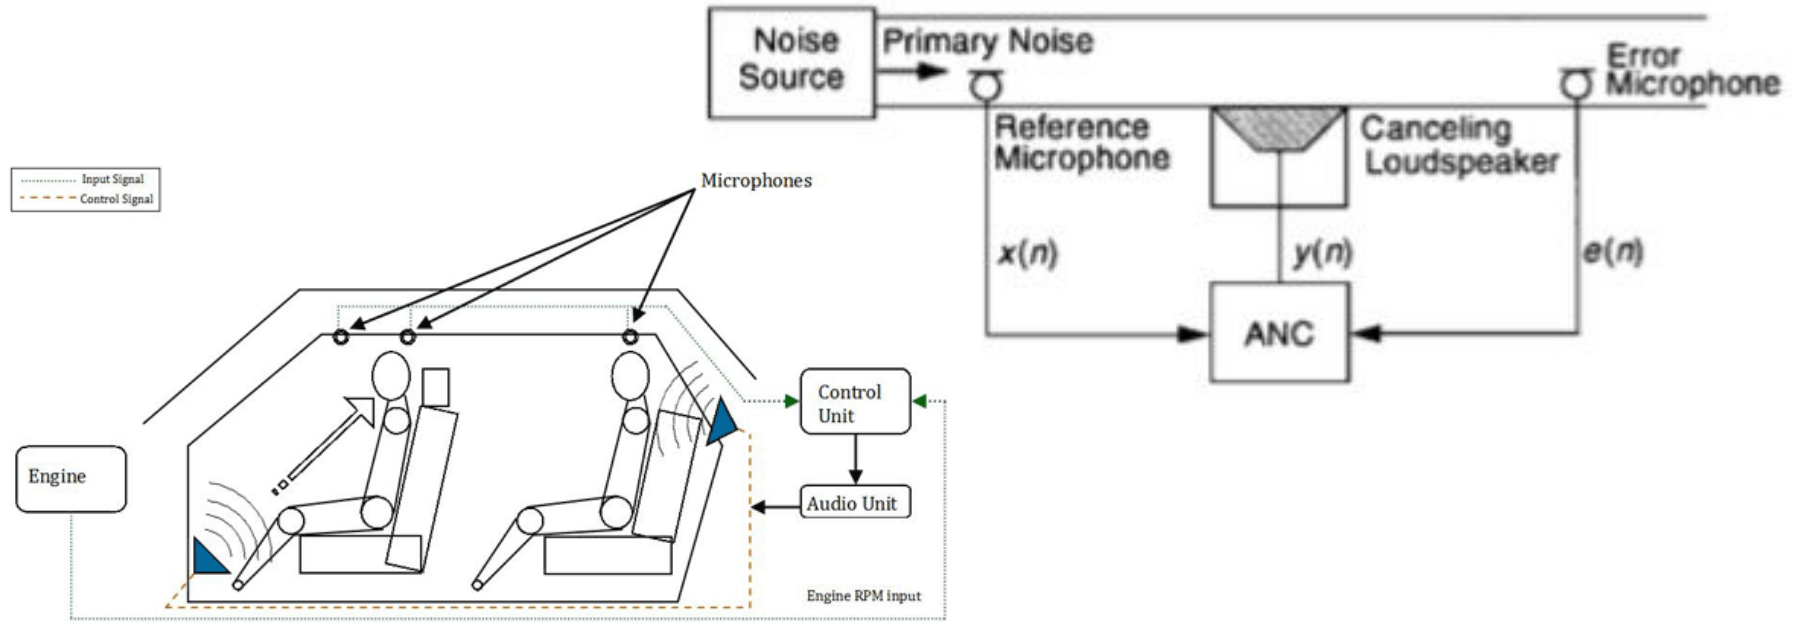 Input Signal
Control Signal
Microphones
Engine
Control
Unit
Audio Unit
Engine RPM input
Noise
Source
Primary Noise
Reference
Microphone
Canceling
Loudspeaker
Error
Microphone
x(n)
y(n)
e(n)
ANC